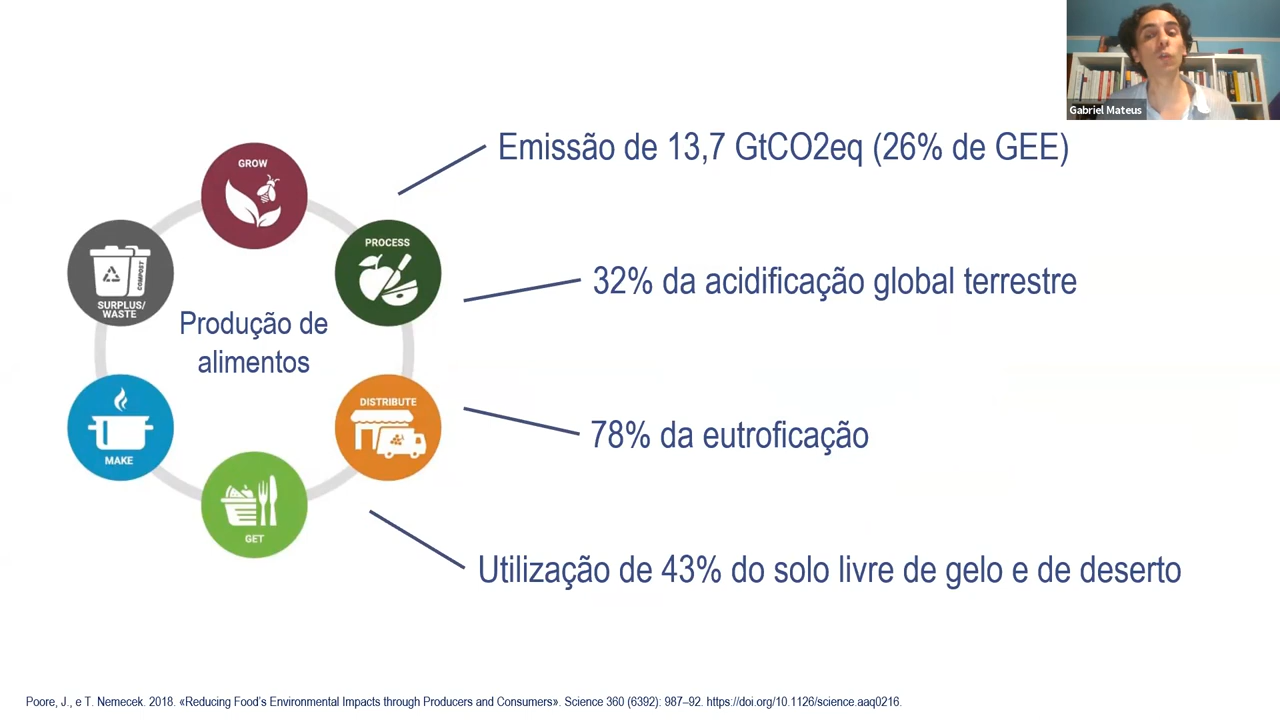 Gabriel Mateus
Emissão de 13,7 GtCO2eq (26% de GEE)
GROW
PROCESS
32% da acidificação global terrestre
COMPOST
SURPLUS/
WASTE
Produção de
alimentos
DISTRIBUTE
78% da eutroficação
MAKE
GET
Utilização de 43% do solo livre de gelo e de deserto
Poore, J., e T. Nemecek. 2018. «Reducing Food's Environmental Impacts through Producers and Consumers». Science 360 (6392): 987–92. https://doi.org/10.1126/science.aaq0216.